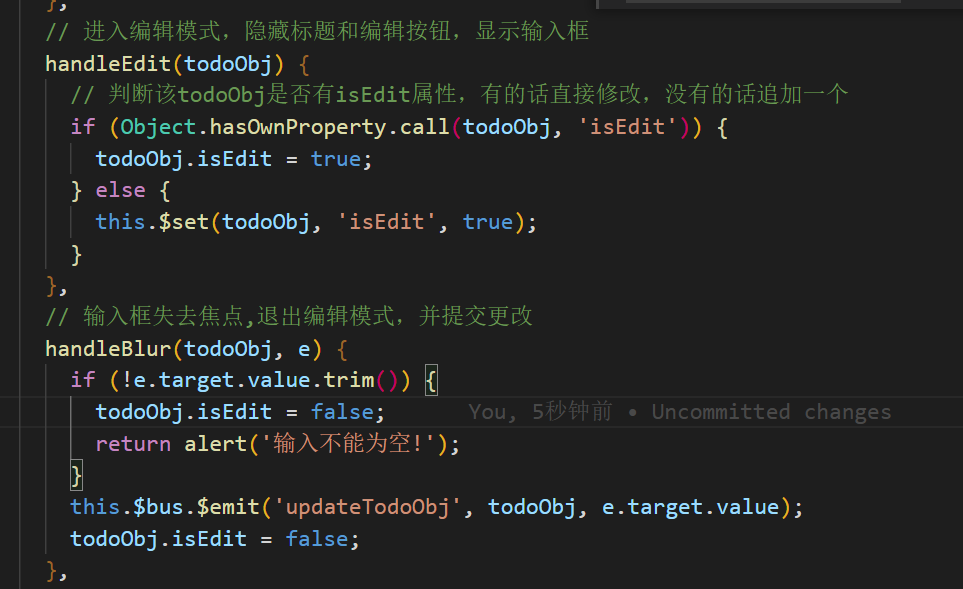 },
// 进入编辑模式，隐藏标题和编辑按钮，显示输入框
handleEdit(todoObj) {
// 判断该todoObj是否有isEdit属性，有的话直接修改，没有的话追加一个
if (Object.hasOwnProperty.call(todoObj, 'isEdit')) {
todoObj.isEdit = true;
} else {
this.$set(todoObj, 'isEdit', true);
}
},
// 输入框失去焦点,退出编辑模式，并提交更改
handleBlur(todoObj, e) {
if (!e.target.value.trim()) {
todoObj.isEdit = false; You, 5秒钟前 • Uncommitted changes
return alert('输入不能为空!');
}
this.$bus.$emit('updateTodoObj', todoObj, e.target.value);
todoObj.isEdit = false;
},